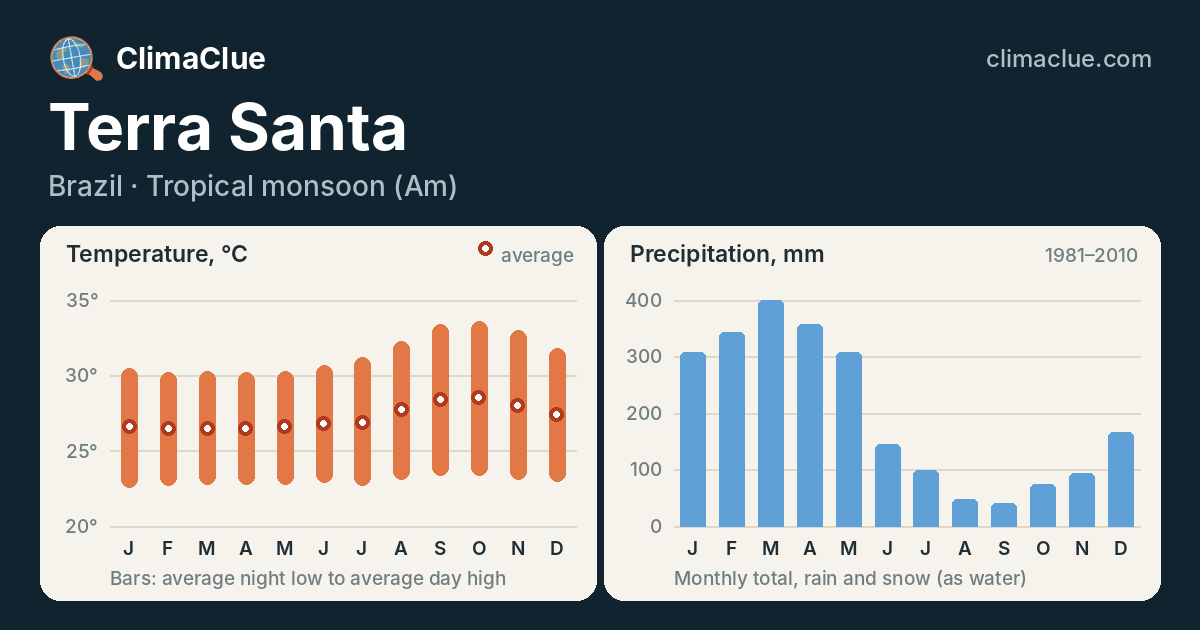 ClimaClue
climaclue.com
Terra Santa
Brazil · Tropical monsoon (Am)
Temperature, °C
average
35°
30°
25°
20°
J F M A M J J A S O N D
Bars: average night low to average day high
Precipitation, mm
1981–2010
400
300
200
100
0
J F M A M J J A S O N D
Monthly total, rain and snow (as water)